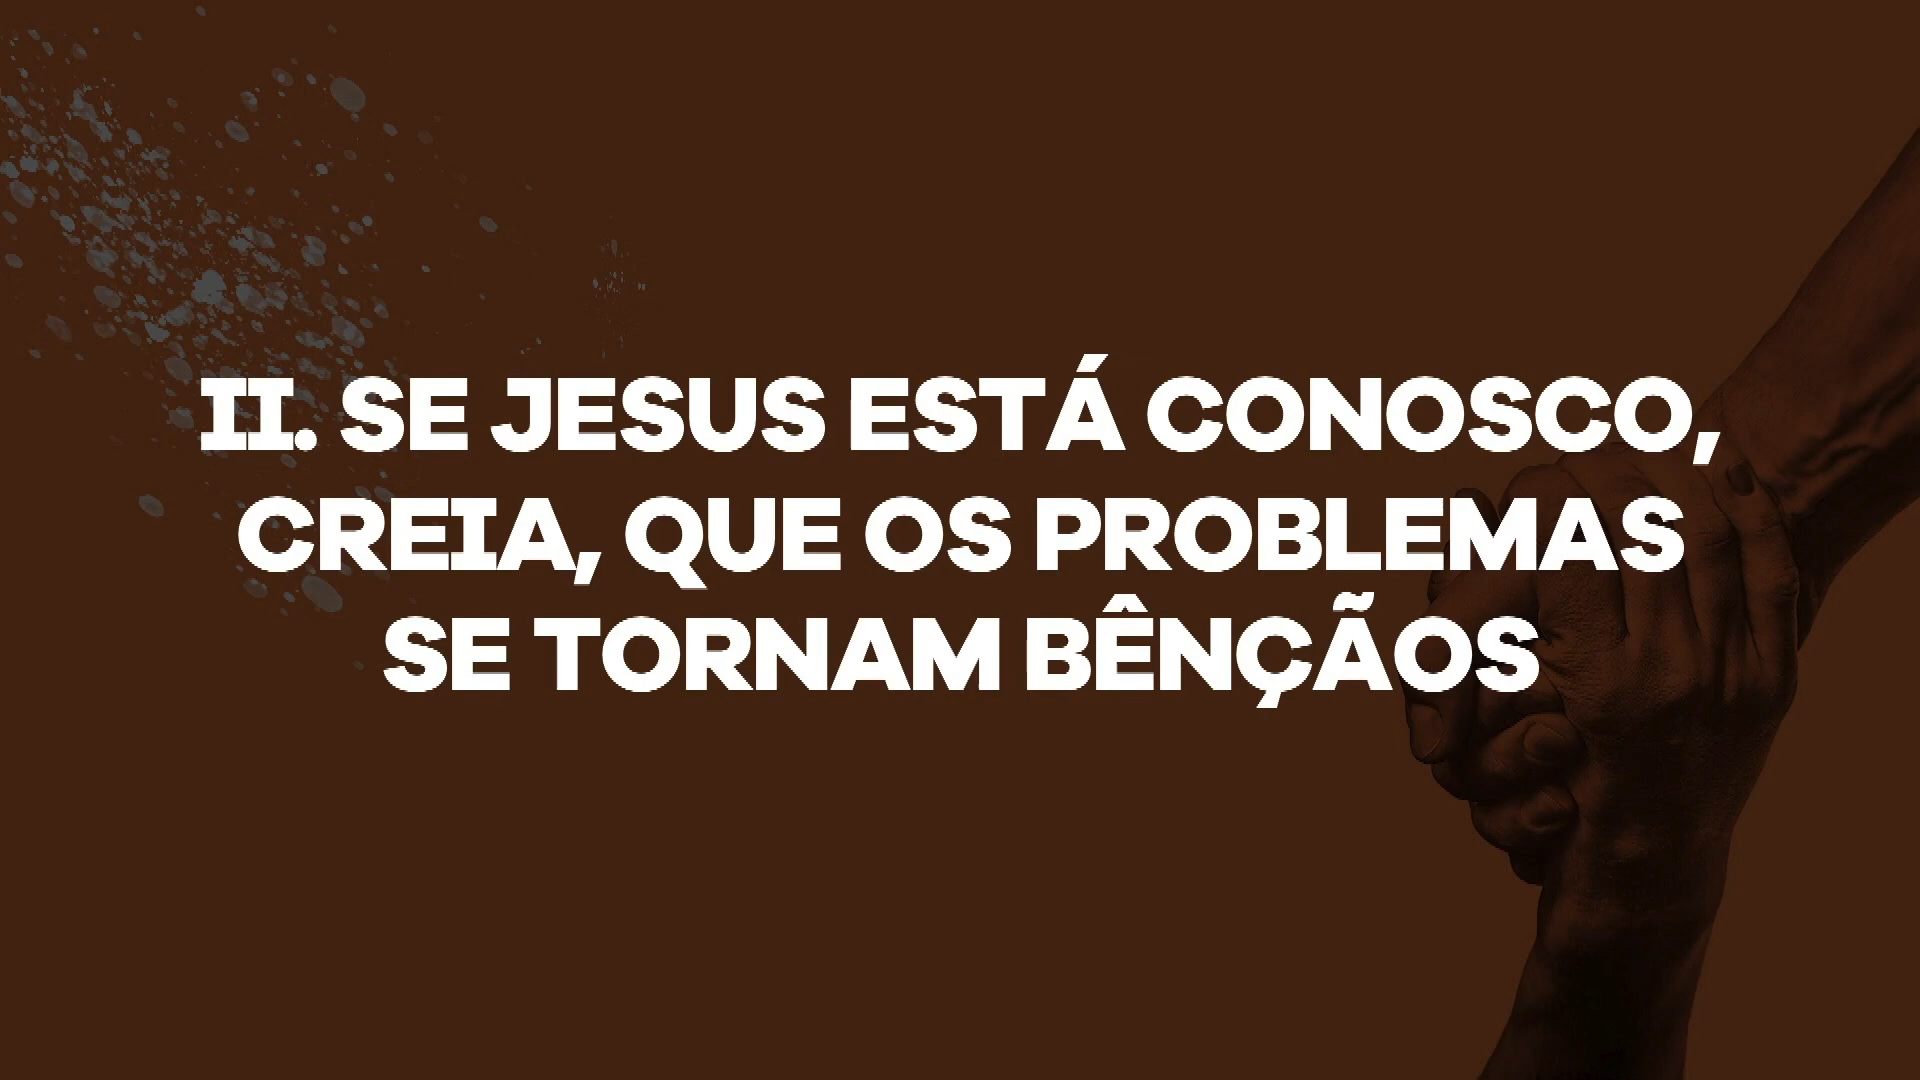 II. SE JESUS ESTÁ CONOSCO,
CREIA, QUE OS PROBLEMAS
SE TORNAM BÊNÇÃOS